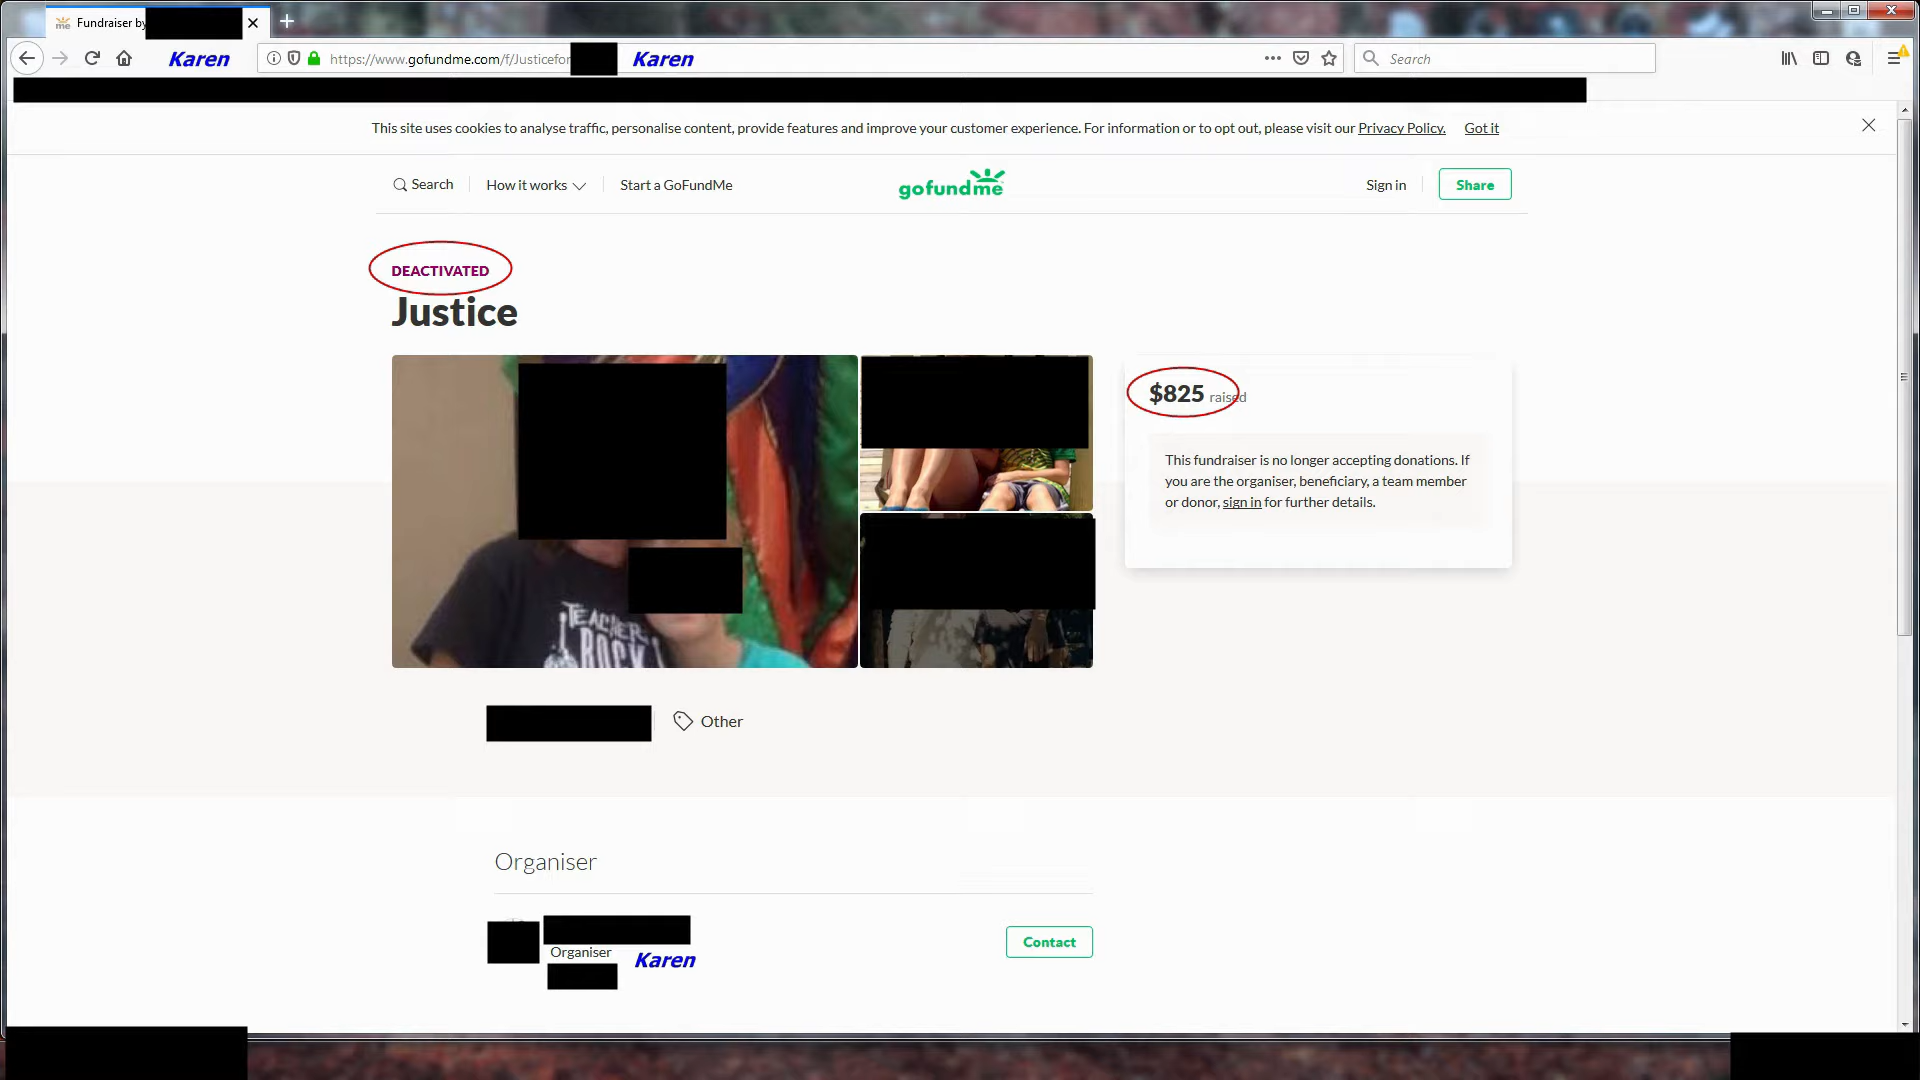 me Fundraiser by
Karen https://www.gofundme.com/f/Justicefor Karen Search
This site uses cookies to analyse traffic, personalise content, provide features and improve your customer experience. For information or to opt out, please visit our Privacy Policy. Got it
Search How it works Start a GoFundMe gofundme Sign in Share
DEACTIVATED
Justice
$825 raised
This fundraiser is no longer accepting donations. If
you are the organiser, beneficiary, a team member
or donor, sign in for further details.
TEACHER
ROCK
Other
Organiser
Organiser
Karen
Contact